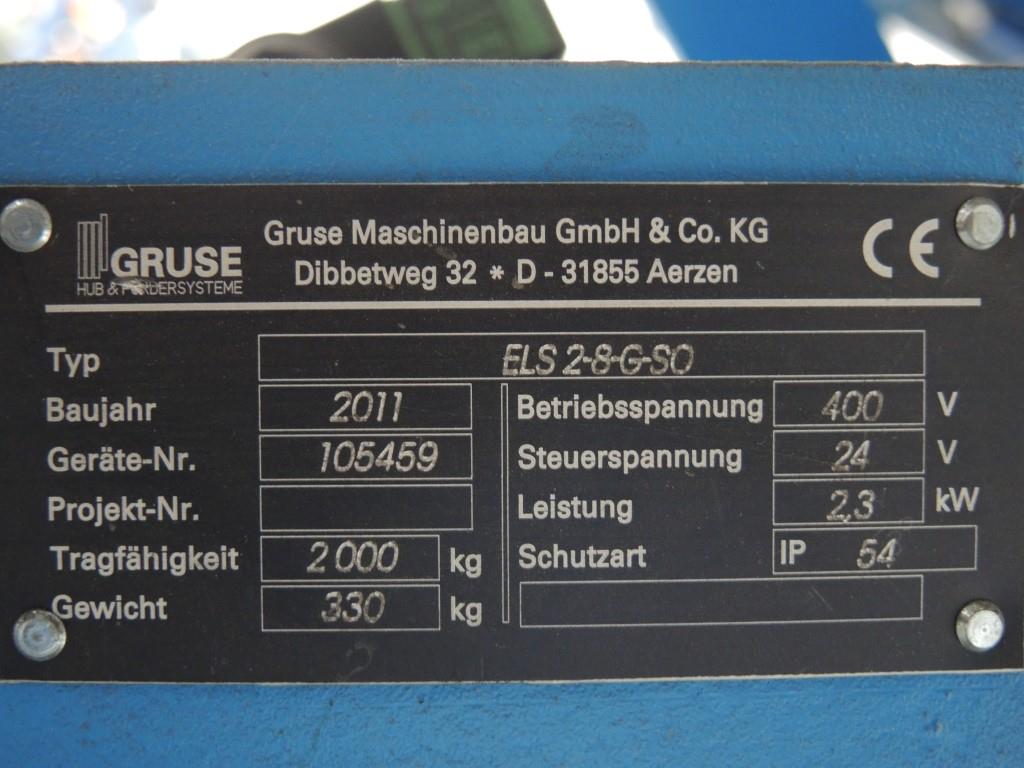 GRUSE
HUB & FÖRDERSYSTEME
Gruse Maschinenbau GmbH & Co. KG
Dibbetweg 32 * D - 31855 Aerzen
CE
Typ ELS 2-8-G-SO
Baujahr 2011
Geräte-Nr. 105459
Projekt-Nr.
Tragfähigkeit 2000 kg
Gewicht 330 kg
Betriebsspannung 400 V
Steuerspannung 24 V
Leistung 2,3 kW
Schutzart IP 54